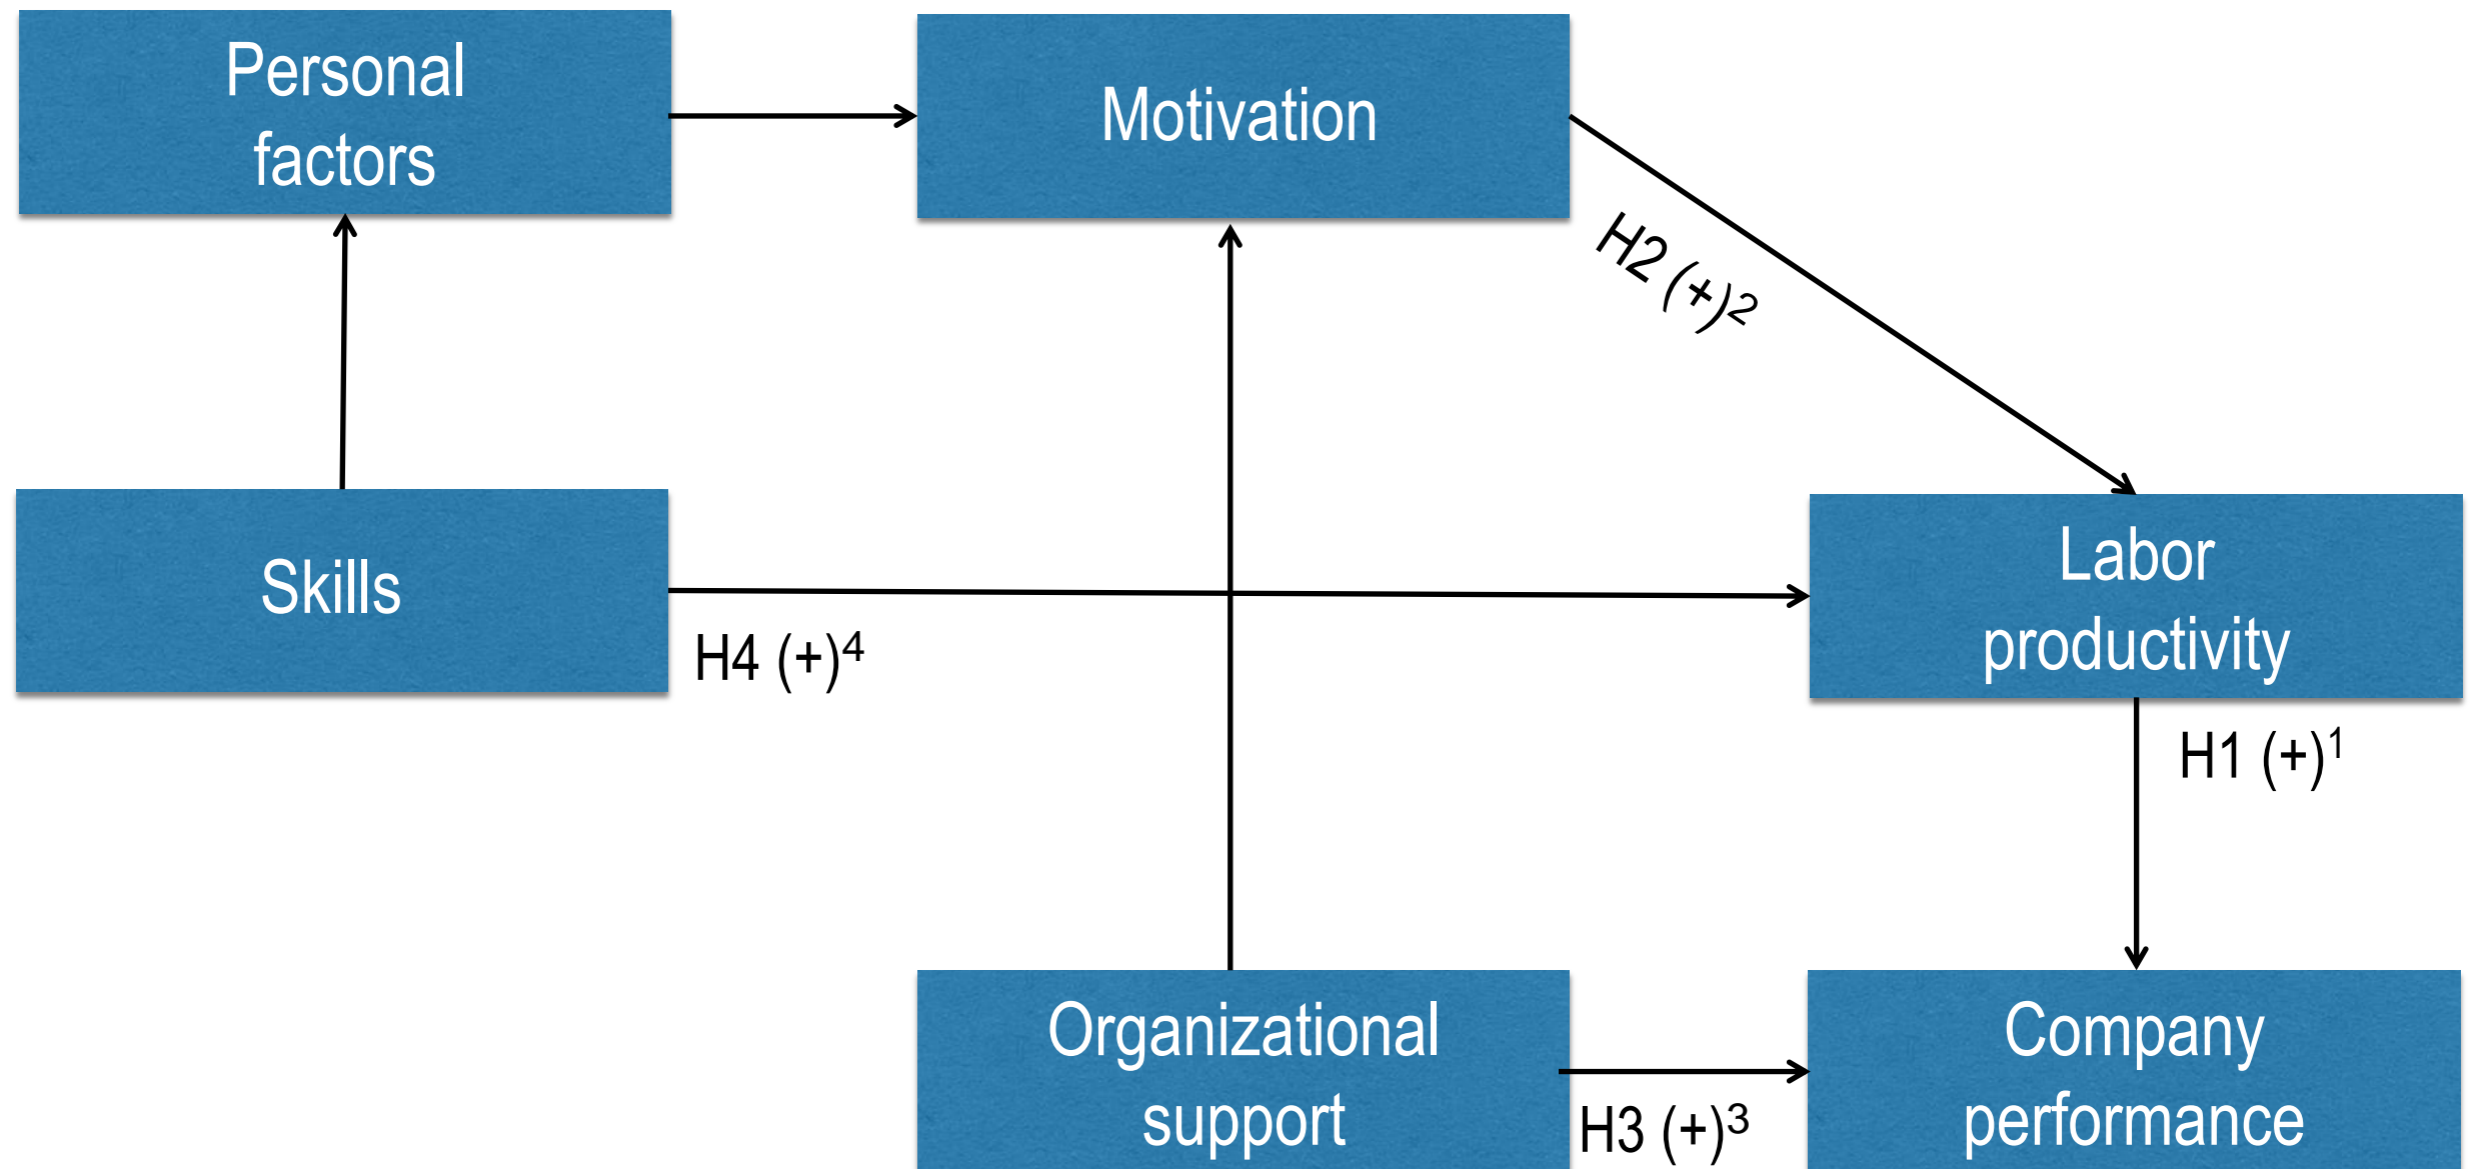 Personal
factors
Motivation
H2 (+)²
Skills
H4 (+)⁴
Labor
productivity
H1 (+)¹
Organizational
support
H3 (+)³
Company
performance